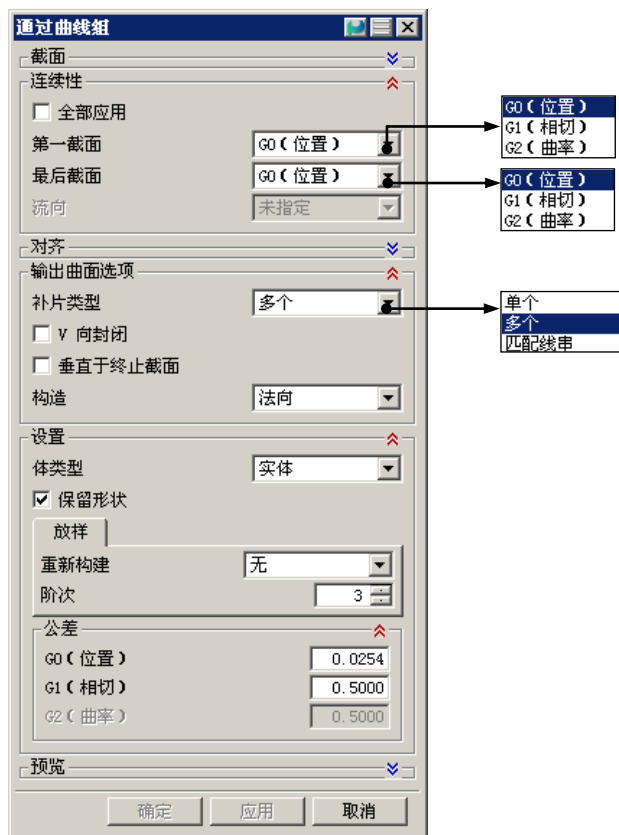 通过曲线组
截面
连续性
全部应用
第一截面 G0(位置)
G0(位置)
G1(相切)
G2(曲率)
最后截面 G0(位置)
G0(位置)
G1(相切)
G2(曲率)
流向 未指定
对齐
输出曲面选项
补片类型 多个
单个
多个
匹配线串
V 向封闭
垂直于终止截面
构造 法向
设置
体类型 实体
保留形状
放样
重新构建 无
阶次 3
公差
G0(位置) 0.0254
G1(相切) 0.5000
G2(曲率) 0.5000
预览
确定 应用 取消